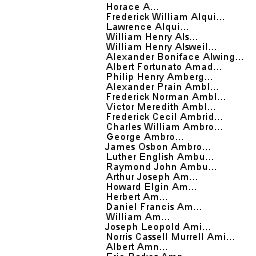 Horace A...
Frederick William Alqui...
Lawrence Alqui...
William Henry Als...
William Henry Alsweil...
Alexander Boniface Alwing...
Albert Fortunato Amad...
Philip Henry Amberg...
Alexander Prain Ambl...
Frederick Norman Ambl...
Victor Meredith Ambl...
Frederick Cecil Ambrid...
Charles William Ambro...
George Ambro...
James Osbon Ambro...
Luther English Ambu...
Raymond John Ambu...
Arthur Joseph Am...
Howard Elgin Am...
Herbert Am...
Daniel Francis Am...
William Am...
Joseph Leopold Ami...
Norris Cassell Murrell Ami...
Albert Amn...